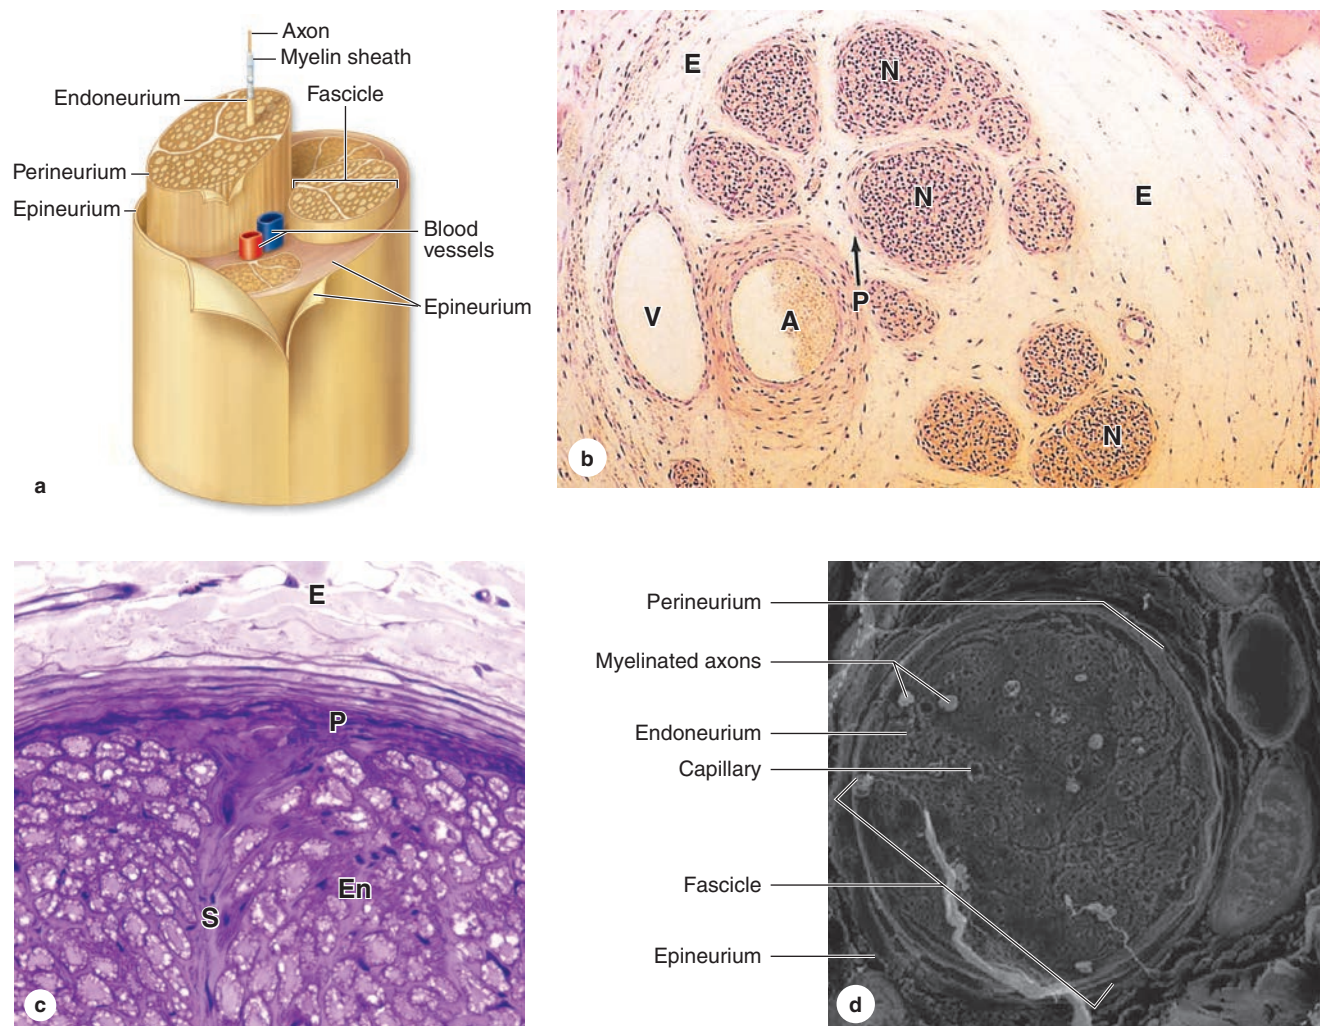 Axon
Myelin sheath
Endoneurium
Fascicle
Perineurium
Epineurium
Blood
vessels
Epineurium
a
E
N
N
E
V
A
P
N
b
E
P
En
S
c
Perineurium
Myelinated axons
Endoneurium
Capillary
Fascicle
Epineurium
d